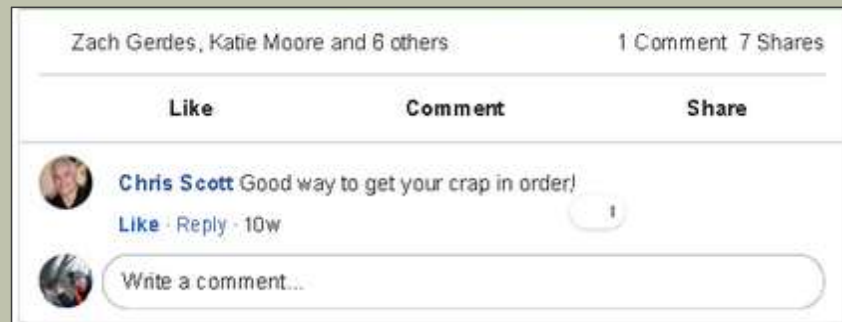 Zach Gerdes, Katie Moore and 6 others 1 Comment 7 Shares
Like Comment Share
Chris Scott Good way to get your crap in order!
1
Like · Reply · 10w
Write a comment...